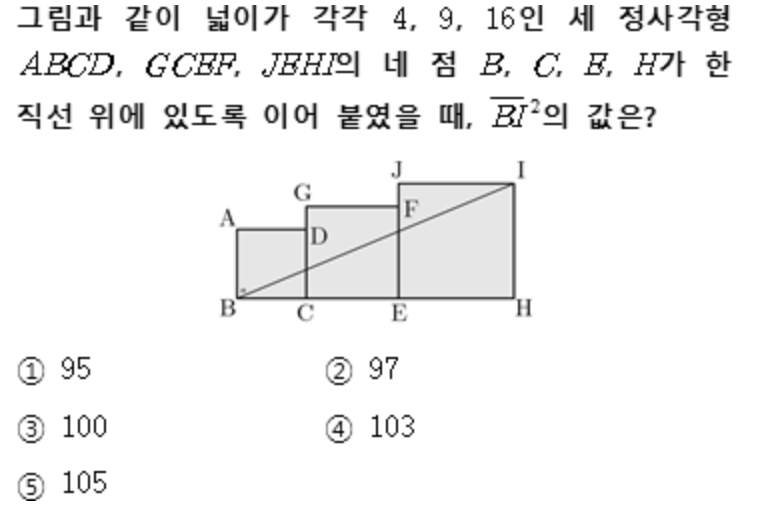 그림과 같이 넓이가 각각 4, 9, 16인 세 정사각형
ABCD, GCEF, JEHI의 네 점 B, C, E, H가 한
직선 위에 있도록 이어 붙였을 때, \overline{BI}²의 값은?
J I
G
F
A
D
B C E H
① 95 ② 97
③ 100 ④ 103
⑤ 105